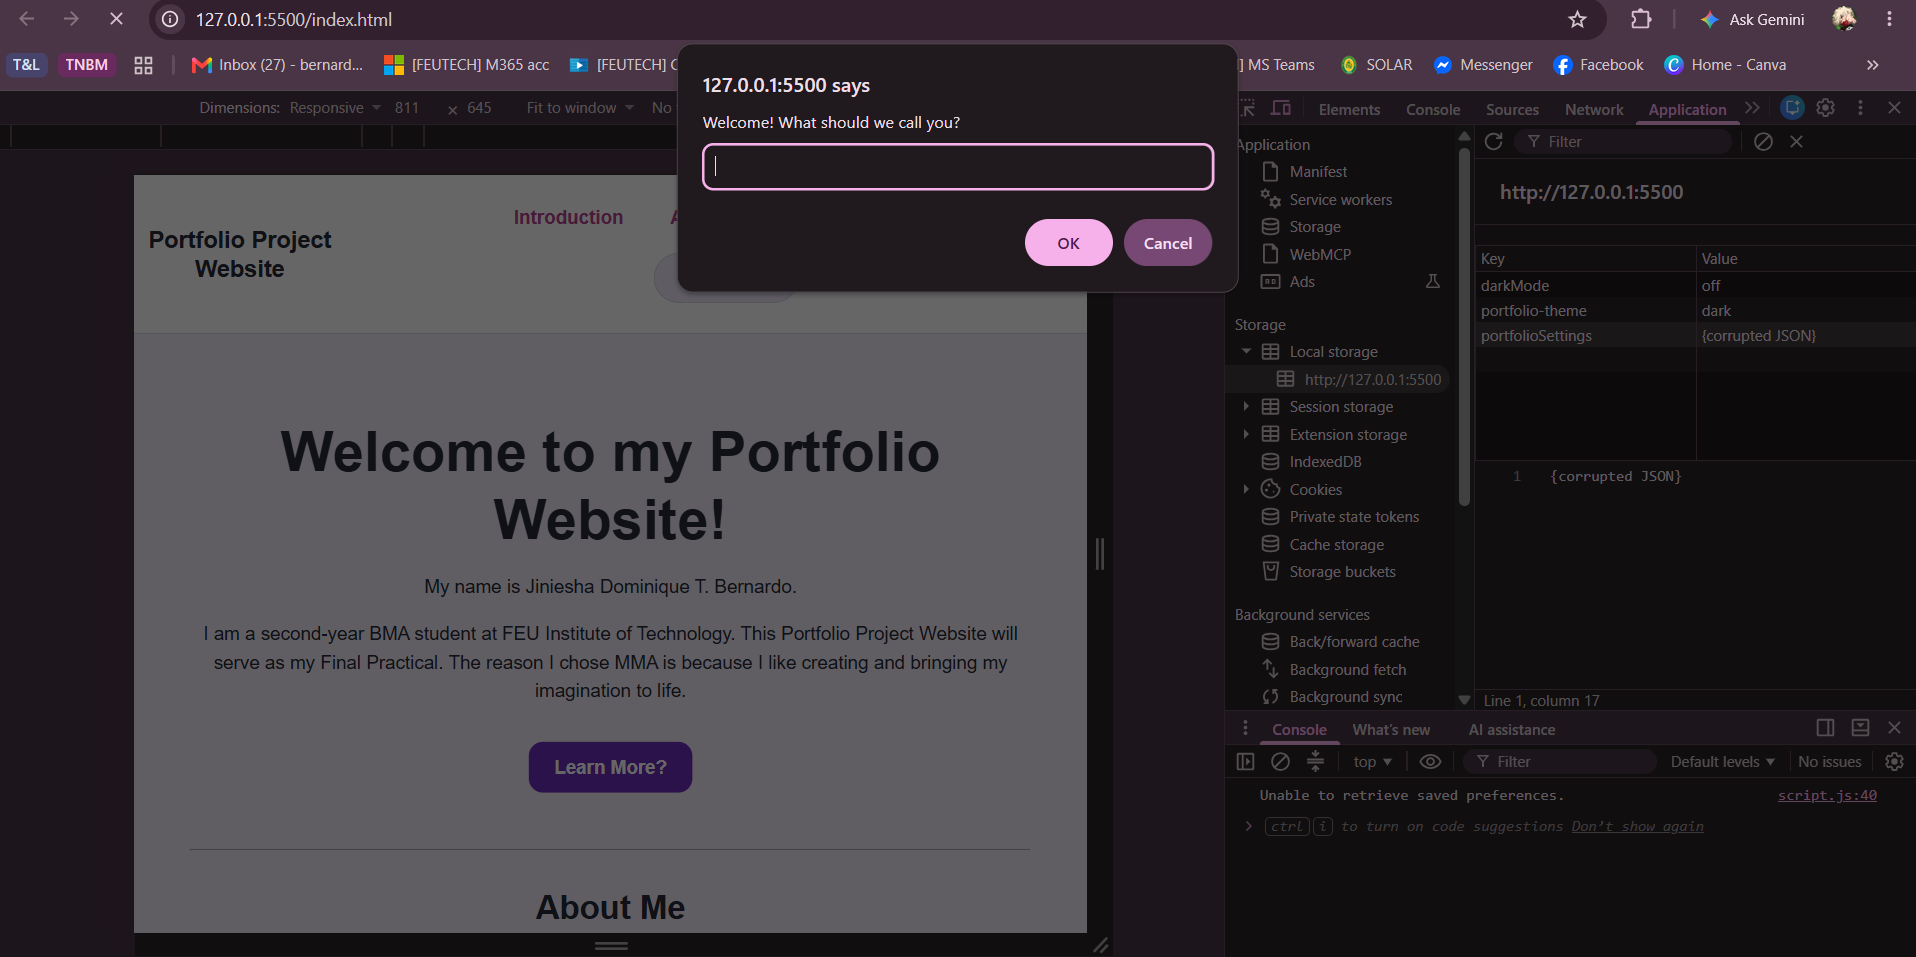 127.0.0.1:5500/index.html
Ask Gemini
T&L
TNBM
Inbox (27) - bernard...
[FEUTECH] M365 acc
[FEUTECH] C
] MS Teams
SOLAR
Messenger
Facebook
Home - Canva
»
127.0.0.1:5500 says
Welcome! What should we call you?
OK
Cancel
Dimensions: Responsive 811 × 645 Fit to window No
Elements
Console
Sources
Network
Application
Portfolio Project
Website
Introduction
A
Welcome to my Portfolio
Website!
My name is Jiniesha Dominique T. Bernardo.
I am a second-year BMA student at FEU Institute of Technology. This Portfolio Project Website will
serve as my Final Practical. The reason I chose MMA is because I like creating and bringing my
imagination to life.
Learn More?
About Me
Application
Manifest
Service workers
Storage
WebMCP
Ads
Storage
Local storage
http://127.0.0.1:5500
Session storage
Extension storage
IndexedDB
Cookies
Private state tokens
Cache storage
Storage buckets
Background services
Back/forward cache
Background fetch
Background sync
Filter
http://127.0.0.1:5500
Key Value
darkMode off
portfolio-theme dark
portfolioSettings {corrupted JSON}
1 {corrupted JSON}
Line 1, column 17
Console
What's new
AI assistance
top
Filter
Default levels
No issues
Unable to retrieve saved preferences. script.js:40
ctrl i to turn on code suggestions Don't show again